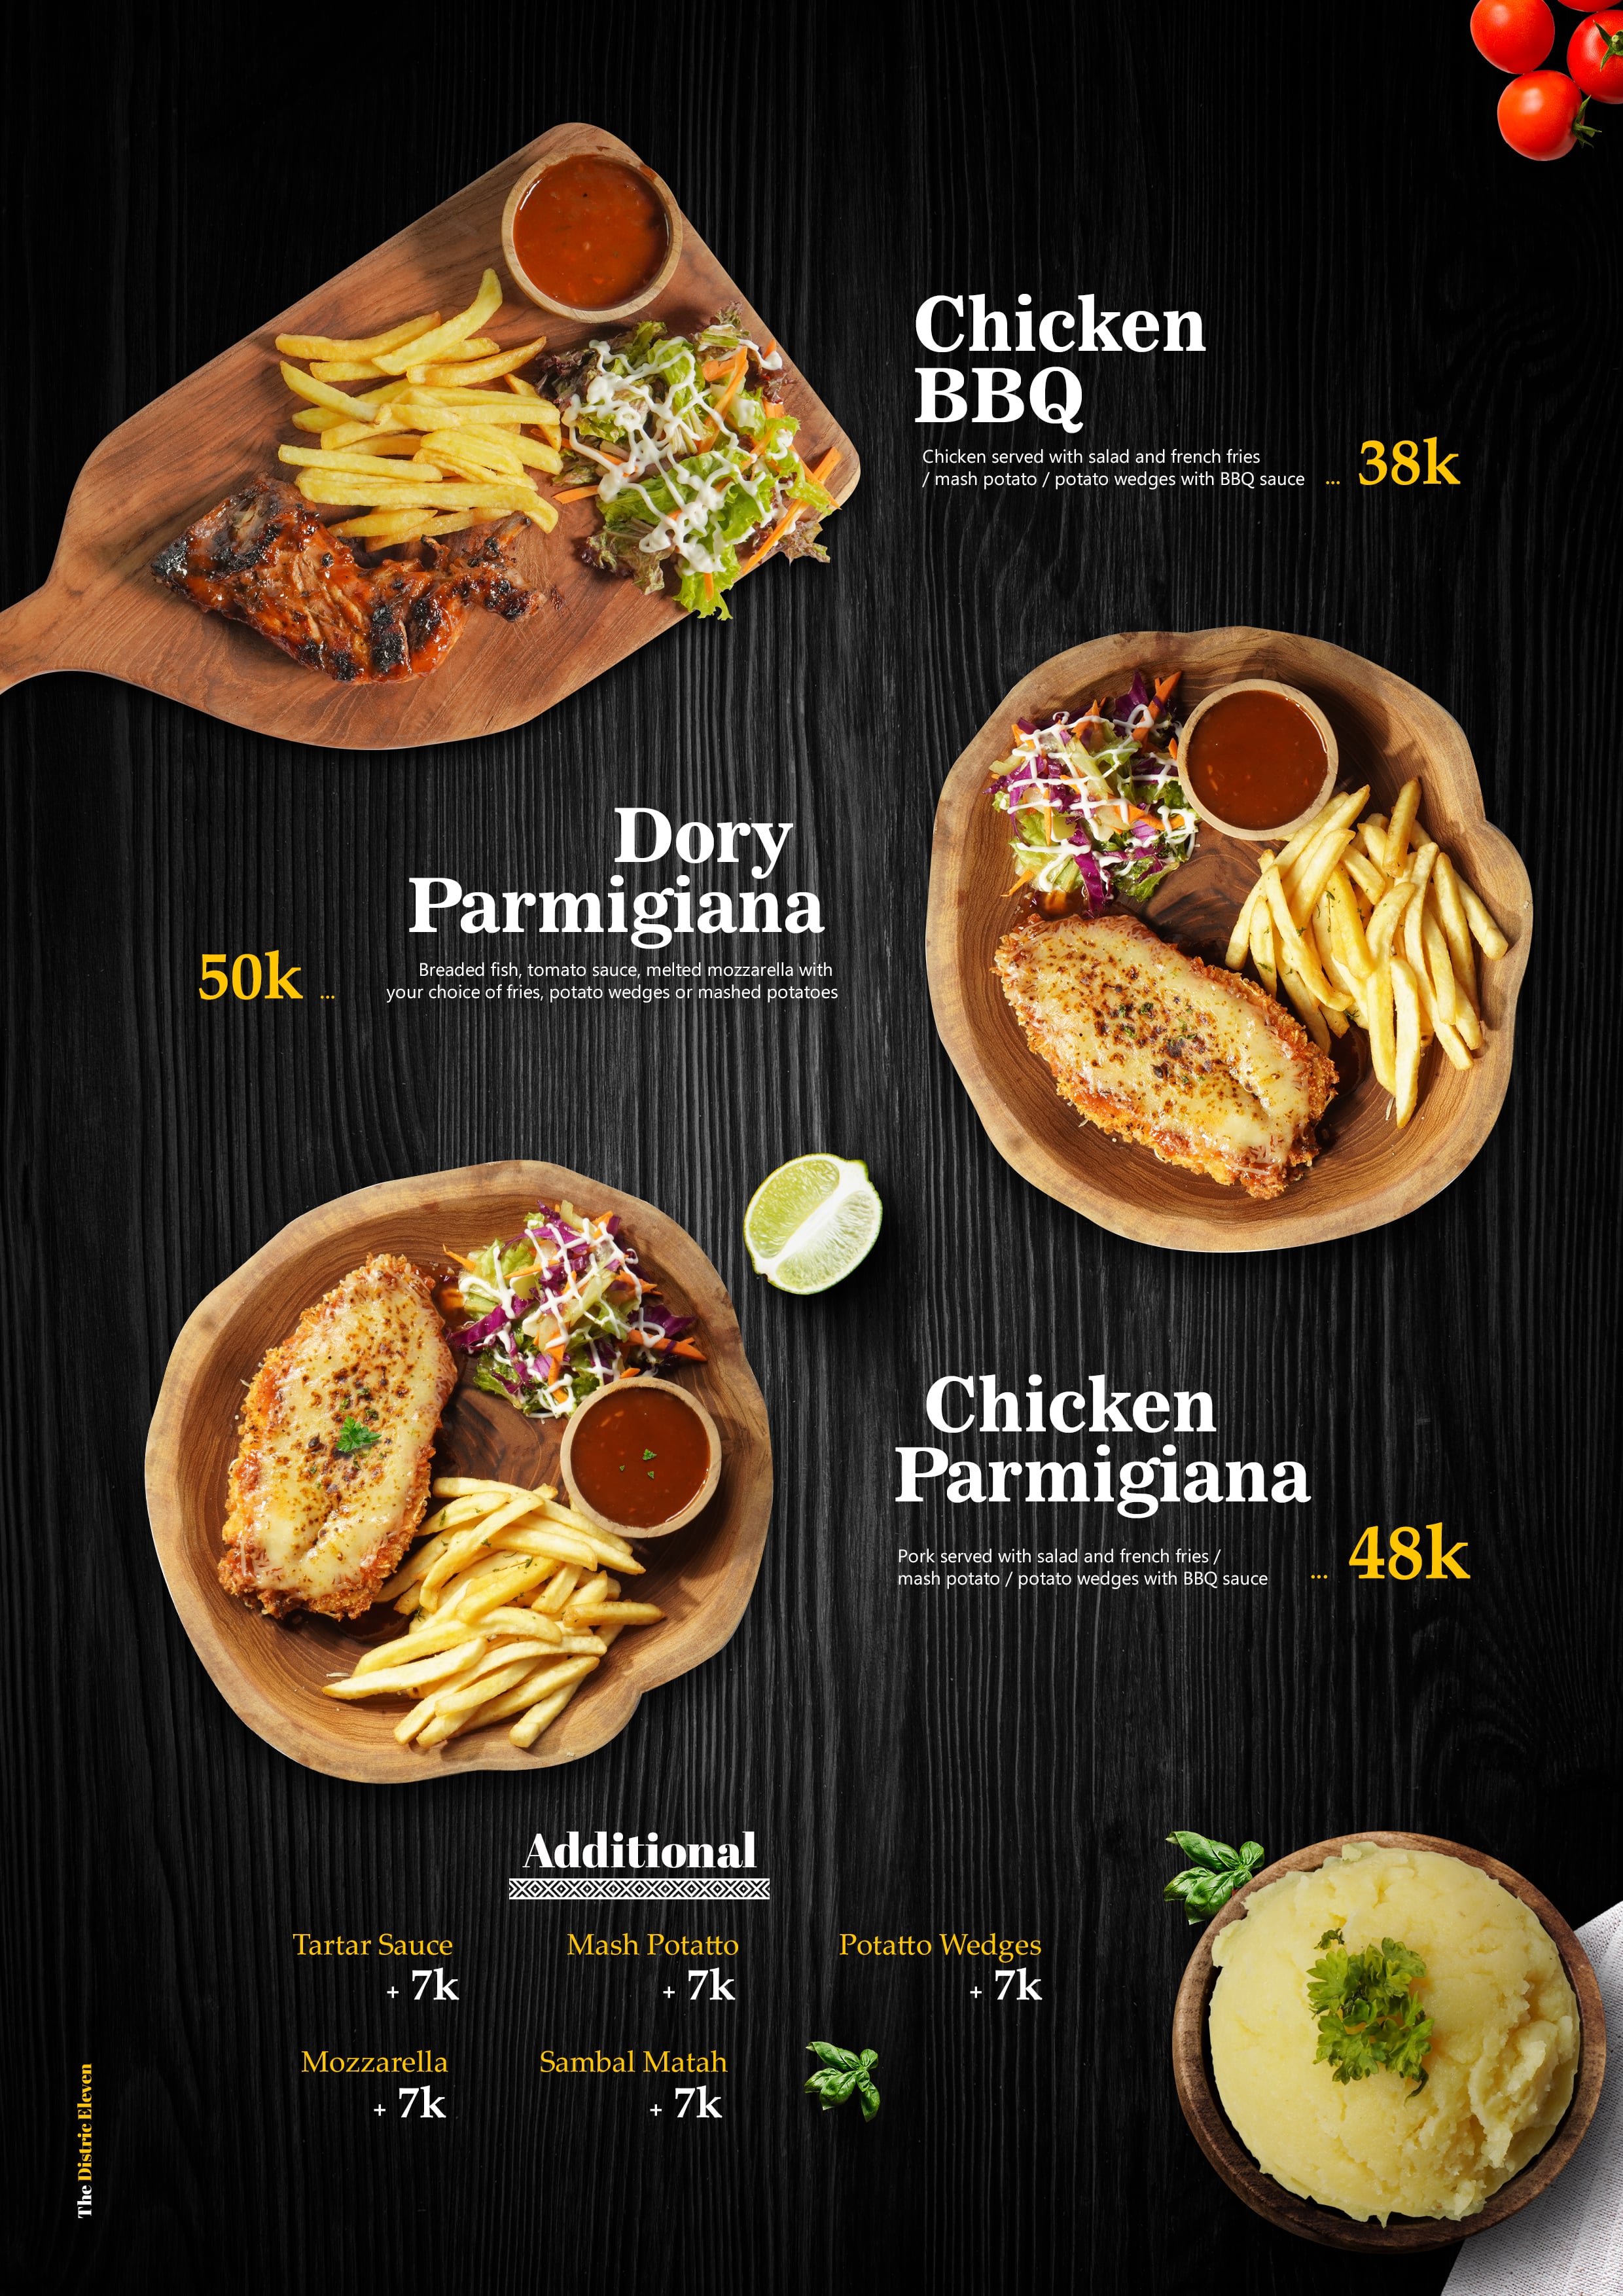 Chicken
BBQ
Chicken served with salad and french fries
/ mash potato / potato wedges with BBQ sauce ... 38k
Dory
Parmigiana
Breaded fish, tomato sauce, melted mozzarella with
50k ... your choice of fries, potato wedges or mashed potatoes
Chicken
Parmigiana
Pork served with salad and french fries /
mash potato / potato wedges with BBQ sauce ... 48k
Additional
Tartar Sauce
+ 7k
Mash Potatto
+ 7k
Potatto Wedges
+ 7k
Mozzarella
+ 7k
Sambal Matah
+ 7k
The Distric Eleven